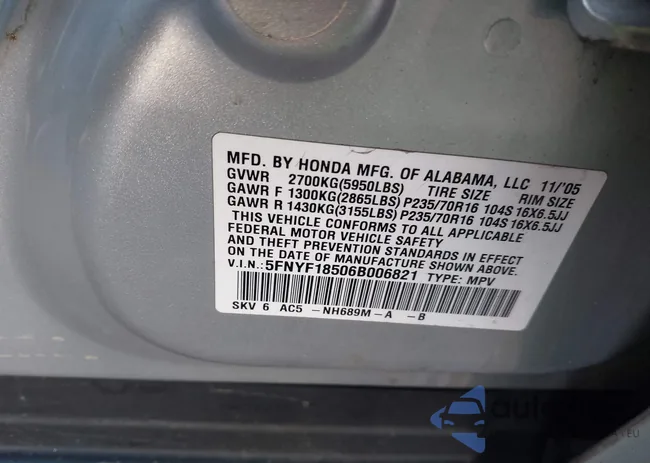 MFD. BY HONDA MFG. OF ALABAMA, LLC 11/'05
GVWR 2700KG(5950LBS) TIRE SIZE RIM SIZE
GAWR F 1300KG(2865LBS) P235/70R16 104S 16X6.5JJ
GAWR R 1430KG(3155LBS) P235/70R16 104S 16X6.5JJ
THIS VEHICLE CONFORMS TO ALL APPLICABLE
FEDERAL MOTOR VEHICLE SAFETY
AND THEFT PREVENTION STANDARDS IN EFFECT
ON THE DATE OF MANUFACTURE SHOWN ABOVE.
V.I.N.: 5FNYF18506B006821 TYPE: MPV
SKV 6 AC5 -NH689M-A -B